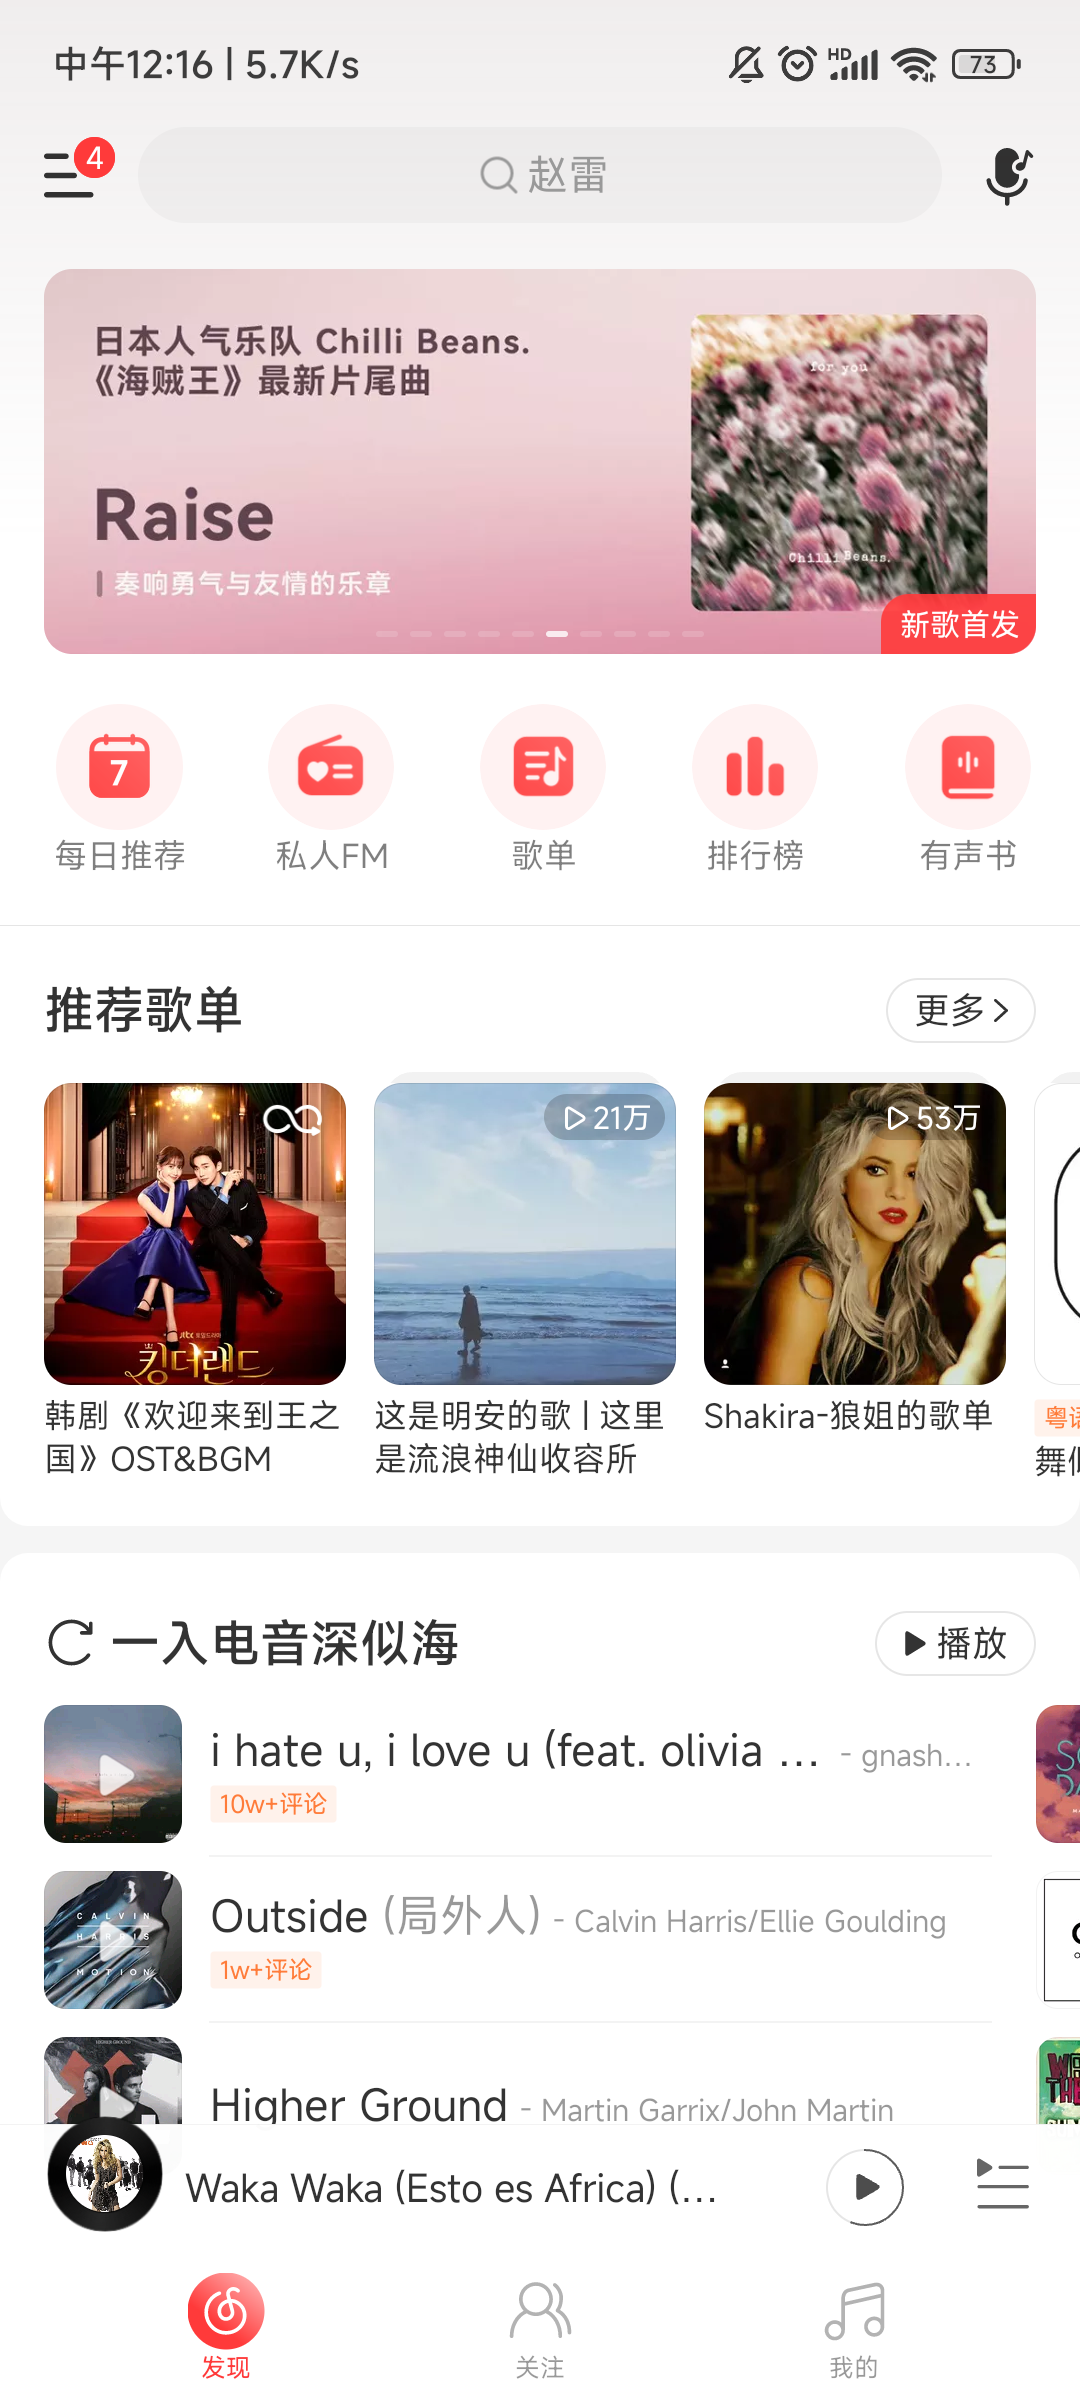 中午12:16 | 5.7K/s
HD
73
4
赵雷
日本人气乐队 Chilli Beans.
《海贼王》最新片尾曲
Raise
奏响勇气与友情的乐章
for you
Chilli Beans.
新歌首发
7
每日推荐
私人FM
歌单
排行榜
有声书
推荐歌单
更多
21万
53万
jtbc 토일드라마
킹더랜드
韩剧《欢迎来到王之
国》OST&BGM
这是明安的歌 | 这里
是流浪神仙收容所
Shakira-狼姐的歌单
一入电音深似海
播放
i hate u, i love u (feat. olivia ...
- gnash...
10w+评论
CALVIN
HARRIS
MOTION
Outside (局外人) - Calvin Harris/Ellie Goulding
1w+评论
Higher Ground - Martin Garrix/John Martin
Waka Waka (Esto es Africa) (...
发现
关注
我的